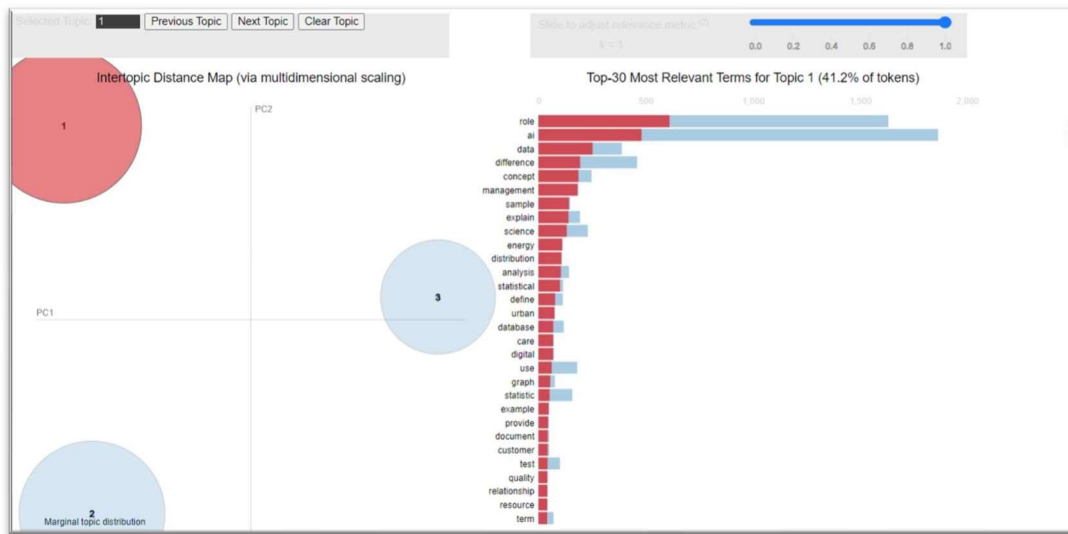 Selected Topic: 1 Previous Topic Next Topic Clear Topic
Slide to adjust relevance metric:(2)
λ = 1
0.0 0.2 0.4 0.6 0.8 1.0
Intertopic Distance Map (via multidimensional scaling)
PC2
PC1
1
3
2
Marginal topic distribution
Top-30 Most Relevant Terms for Topic 1 (41.2% of tokens)
0 500 1,000 1,500 2,000
role
ai
data
difference
concept
management
sample
explain
science
energy
distribution
analysis
statistical
define
urban
database
care
digital
use
graph
statistic
example
provide
document
customer
test
quality
relationship
resource
term